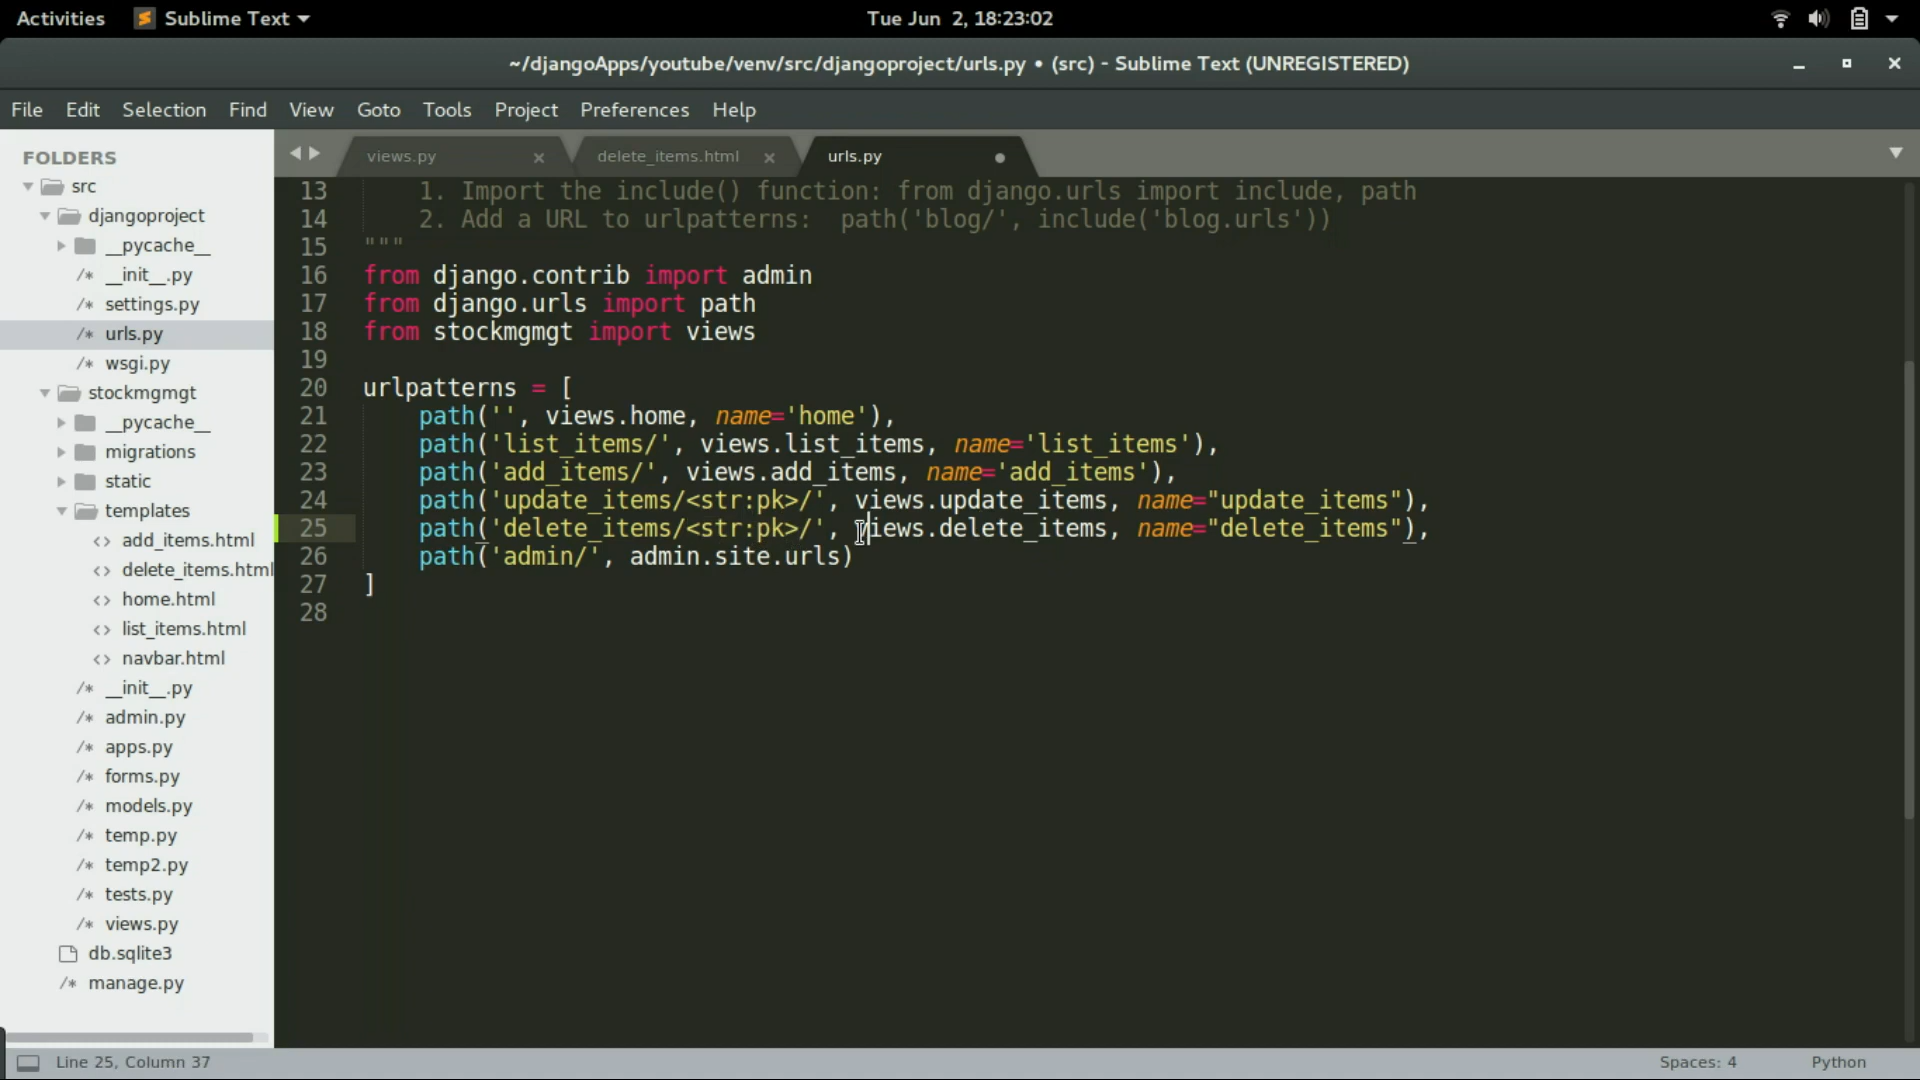 Activities Sublime Text Tue Jun 2, 18:23:02
~/djangoApps/youtube/venv/src/djangoproject/urls.py • (src) - Sublime Text (UNREGISTERED)
File Edit Selection Find View Goto Tools Project Preferences Help
FOLDERS
src
djangoproject
__pycache__
/* __init__.py
/* settings.py
/* urls.py
/* wsgi.py
stockmgmgt
__pycache__
migrations
static
templates
<> add_items.html
<> delete_items.html
<> home.html
<> list_items.html
<> navbar.html
/* __init__.py
/* admin.py
/* apps.py
/* forms.py
/* models.py
/* temp.py
/* temp2.py
/* tests.py
/* views.py
db.sqlite3
/* manage.py
views.py delete_items.html urls.py
13     1. Import the include() function: from django.urls import include, path
14     2. Add a URL to urlpatterns:  path('blog/', include('blog.urls'))
15 """
16 from django.contrib import admin
17 from django.urls import path
18 from stockmgmgt import views
19
20 urlpatterns = [
21     path('', views.home, name='home'),
22     path('list_items/', views.list_items, name='list_items'),
23     path('add_items/', views.add_items, name='add_items'),
24     path('update_items/<str:pk>/', views.update_items, name="update_items"),
25     path('delete_items/<str:pk>/', views.delete_items, name="delete_items"),
26     path('admin/', admin.site.urls)
27 ]
28
Line 25, Column 37 Spaces: 4 Python